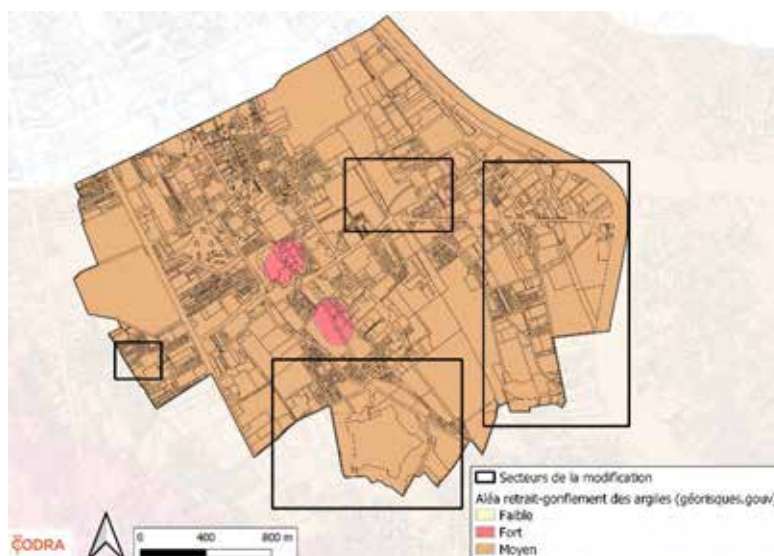 Secteurs de la modification
Aléa retrait-gonflement des argiles (géorisques.gouv)
Faible
Fort
Moyen
CODRA
0 400 800 m